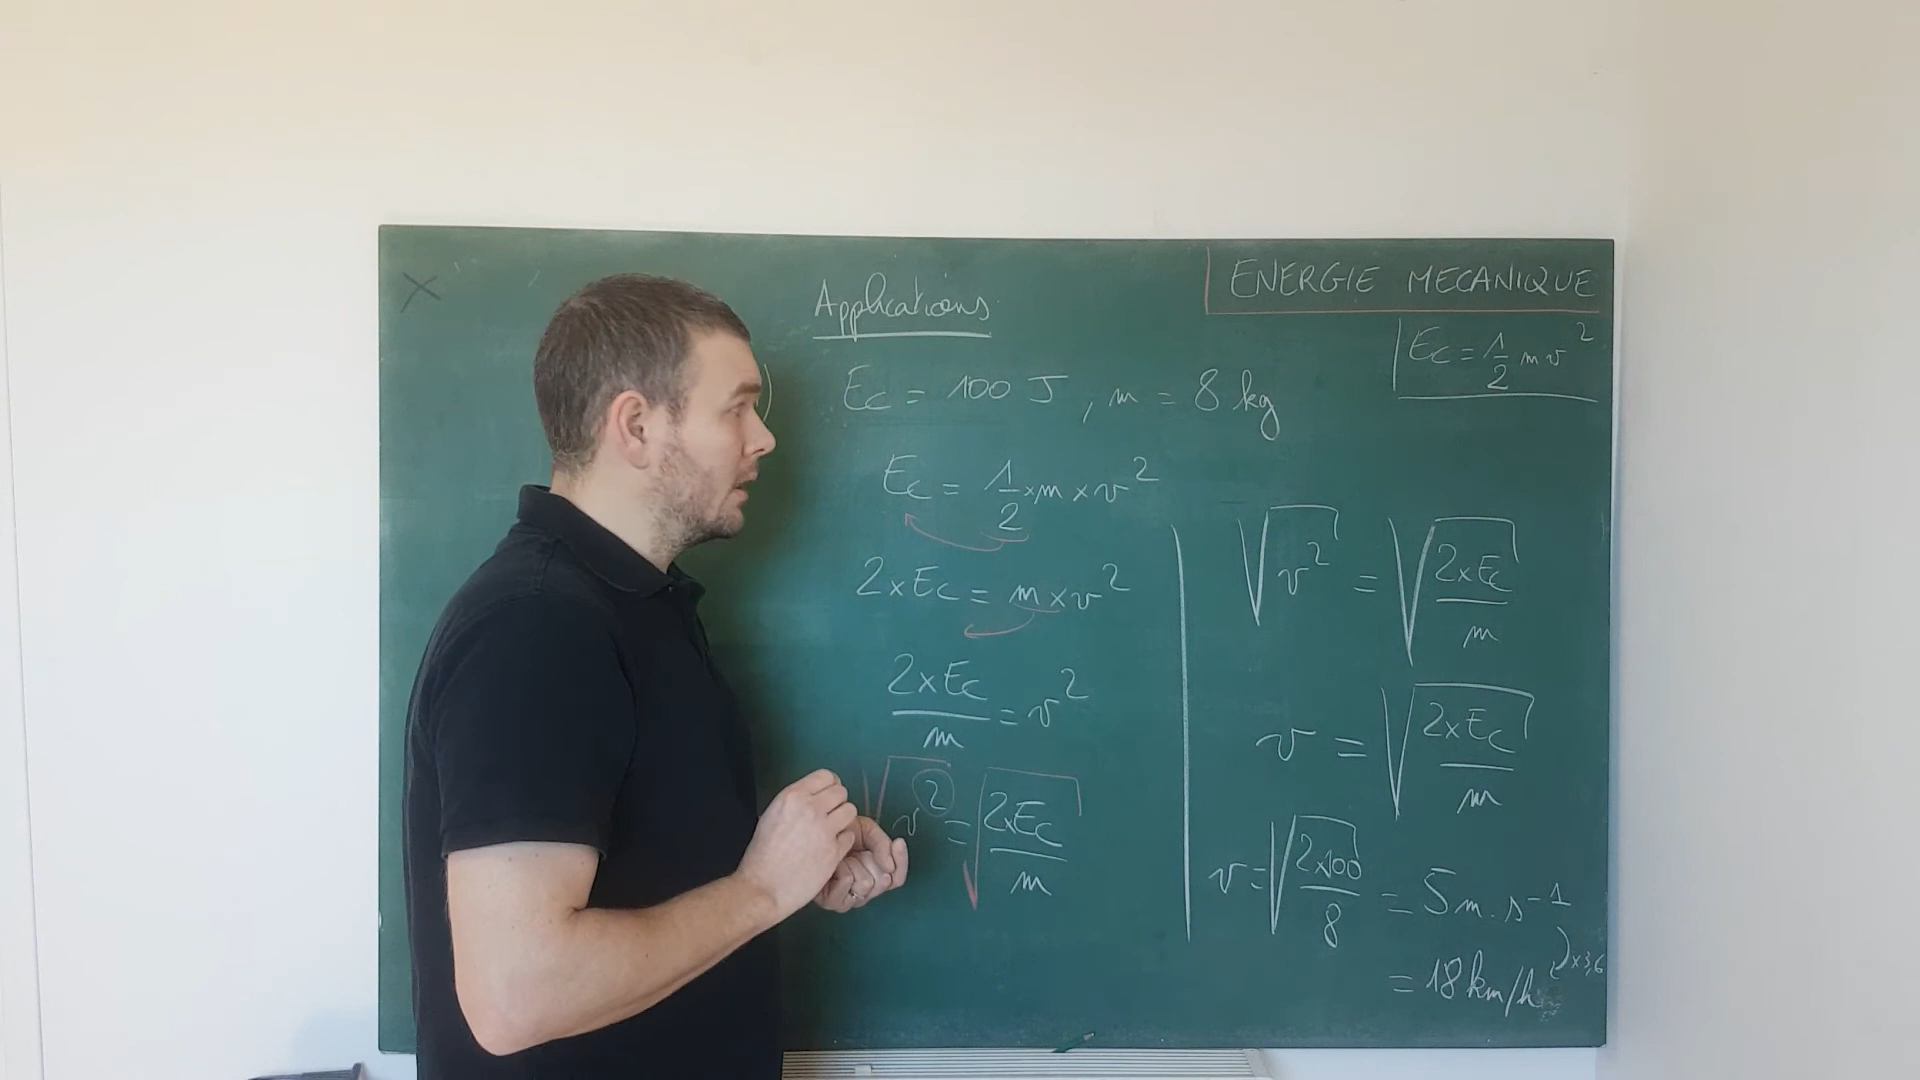 ENERGIE MECANIQUE
Ec = 1/2 m v²
Applications
) Ec = 100 J , m = 8 kg
Ec = 1/2 × m × v²
2 × Ec = m × v²
2 × Ec / m = v²
√v² = √(2 × Ec / m)
√v² = √(2 × Ec / m)
v = √(2 × Ec / m)
v = √(2 × 100 / 8) = 5 m . s⁻¹
= 18 km/h ) × 3,6